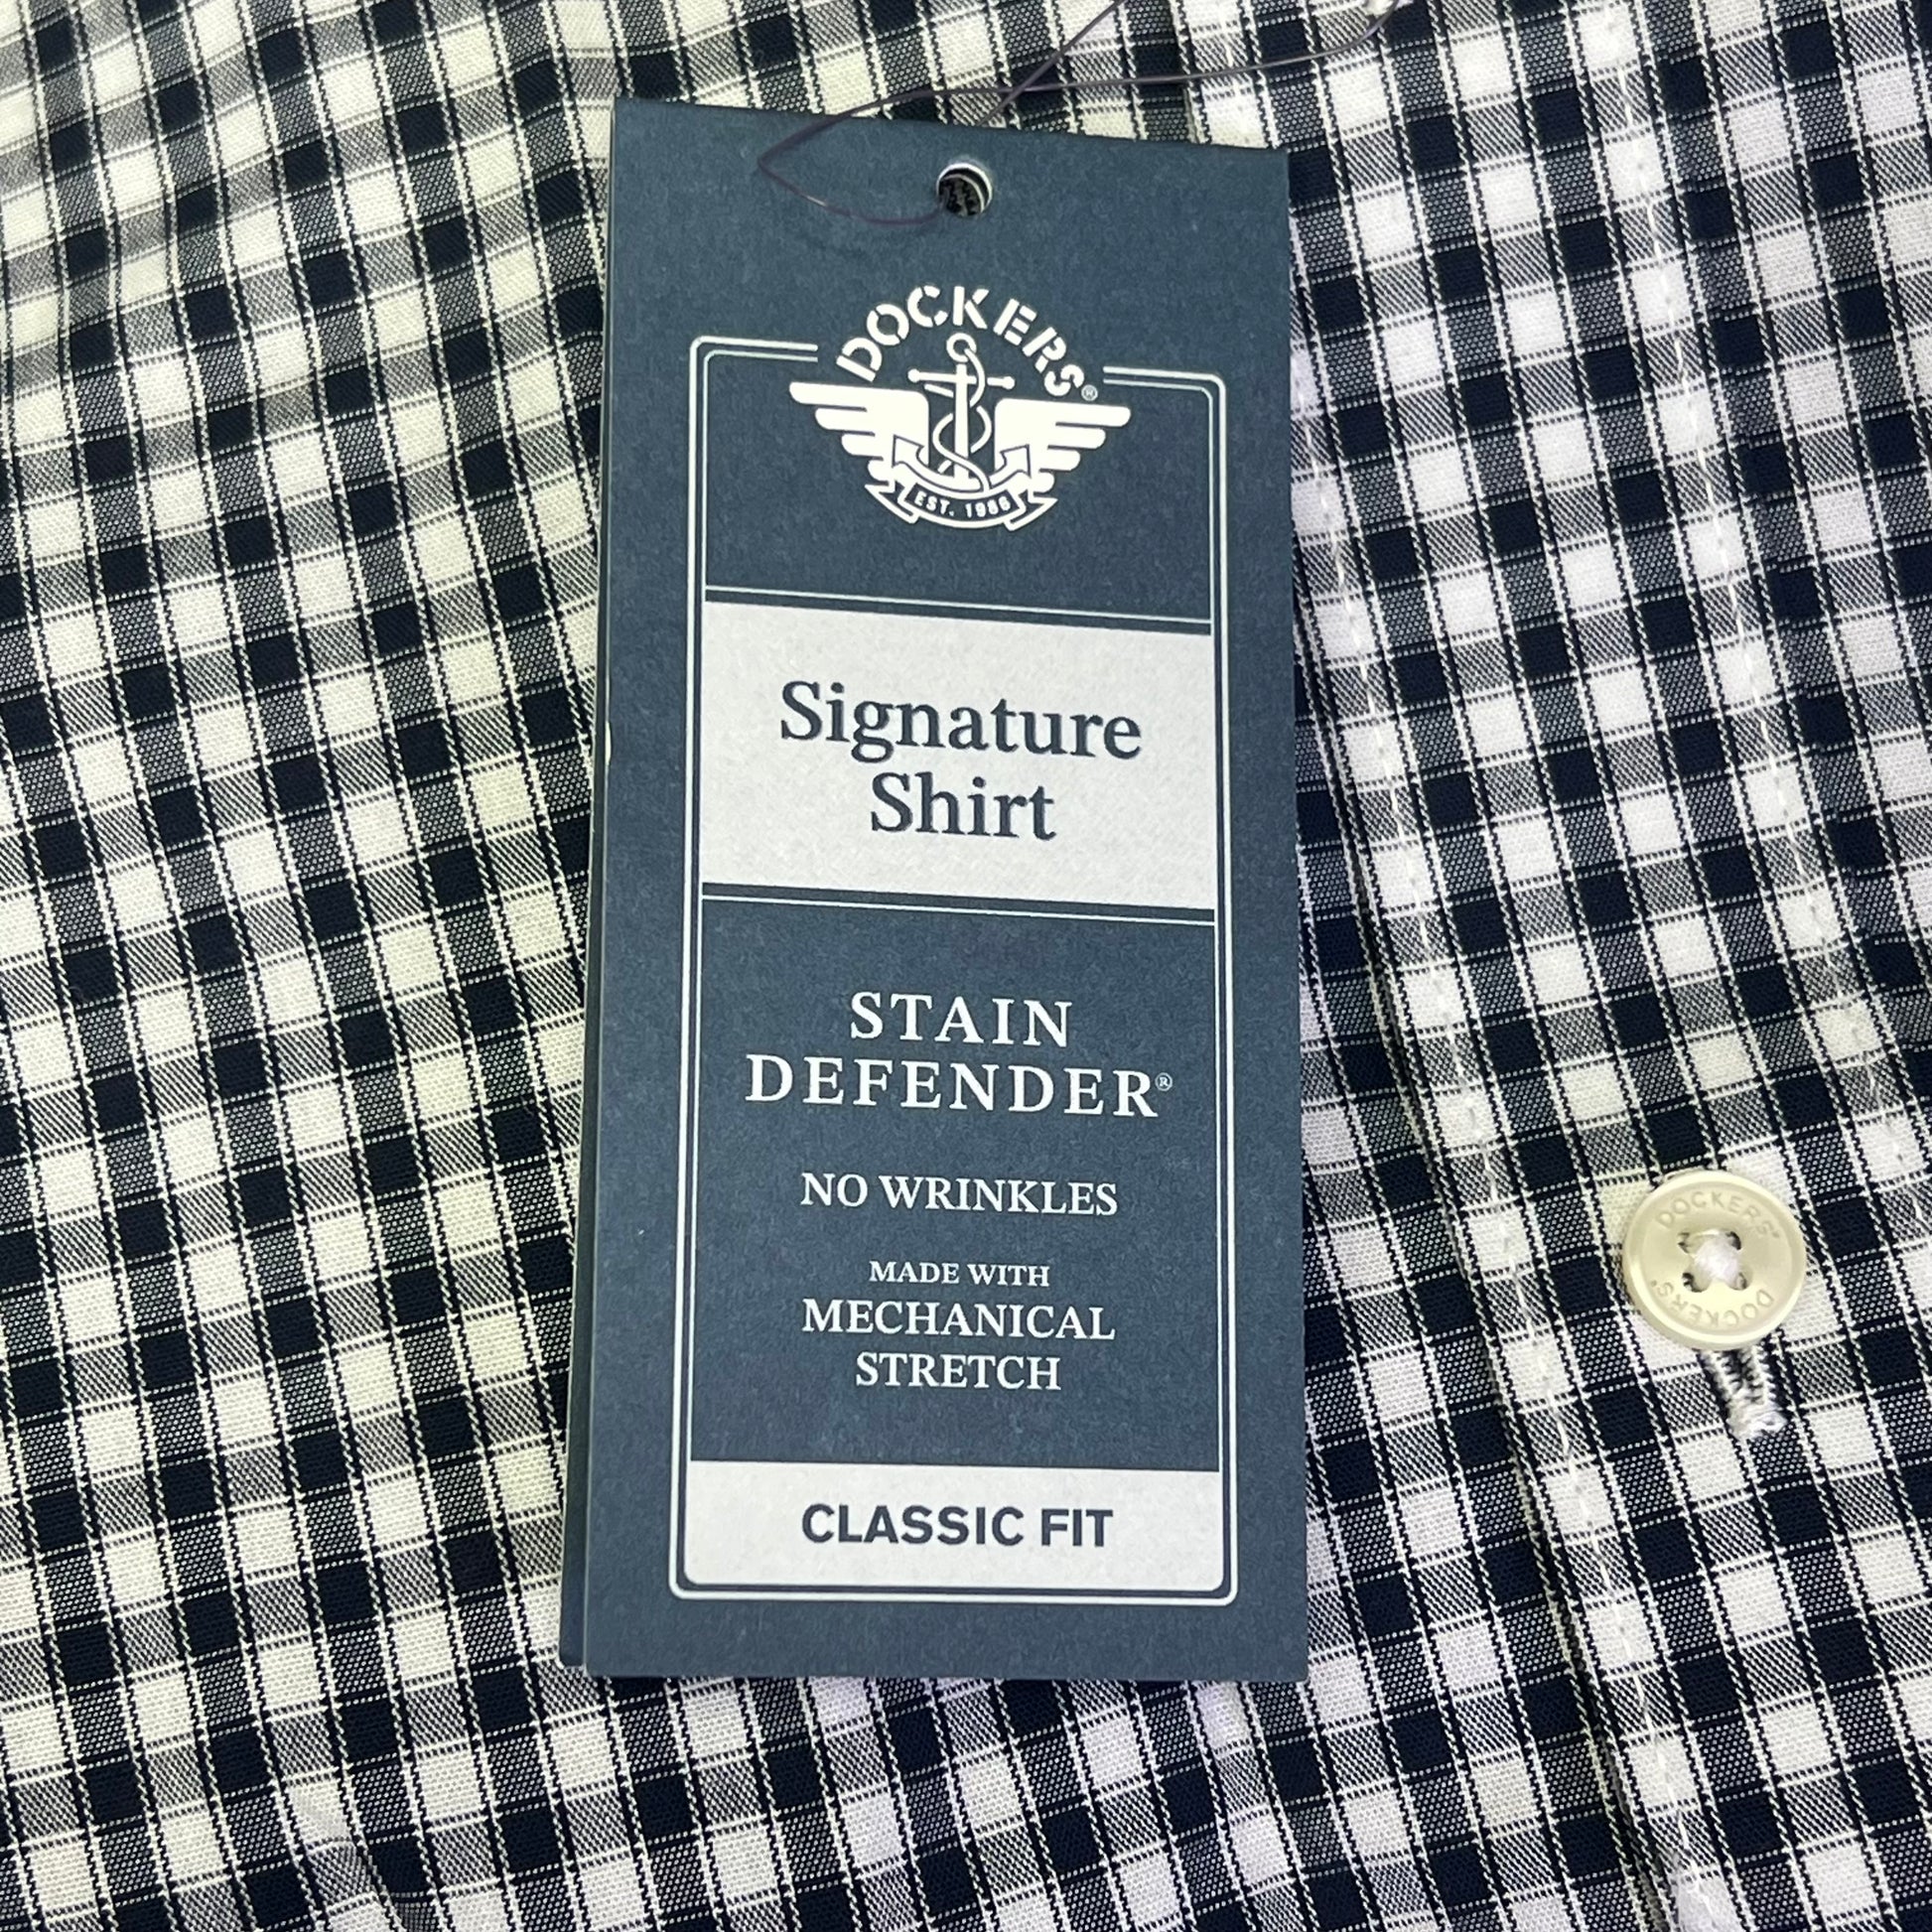 DOCKERS®
EST. 1986
Signature
Shirt
STAIN
DEFENDER®
NO WRINKLES
MADE WITH
MECHANICAL
STRETCH
CLASSIC FIT
DOCKERS®
DOCKERS®